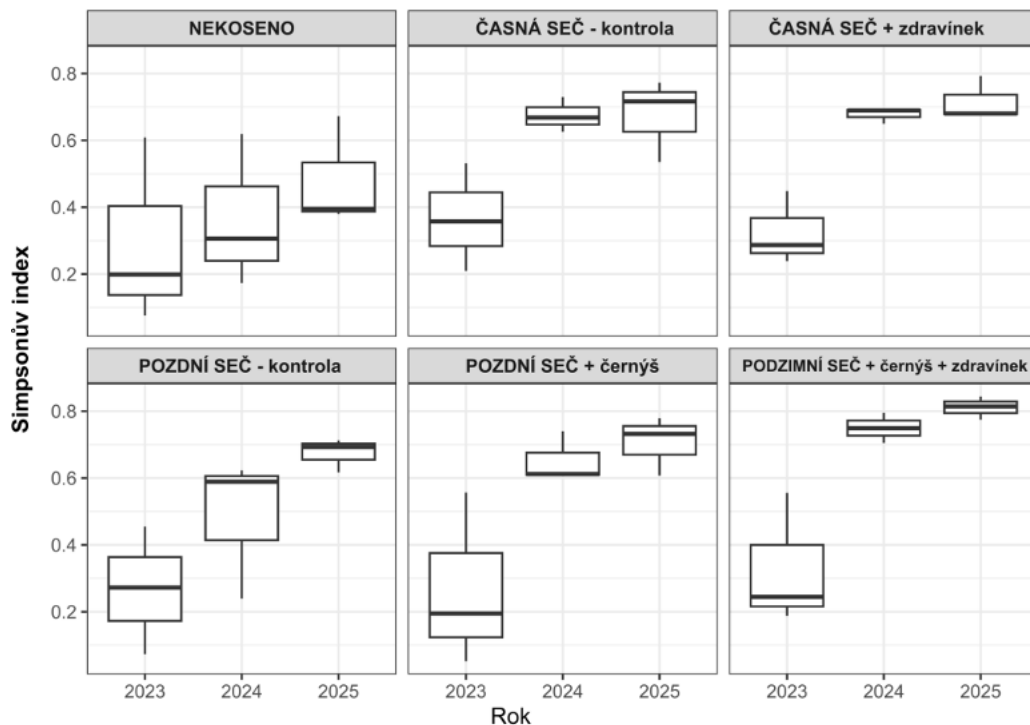 NEKOSENO
ČASNÁ SEČ - kontrola
ČASNÁ SEČ + zdravínek
0.8
0.6
0.4
0.2
Simpsonův index
POZDNÍ SEČ - kontrola
POZDNÍ SEČ + černýš
PODZIMNÍ SEČ + černýš + zdravínek
0.8
0.6
0.4
0.2
2023 2024 2025
2023 2024 2025
2023 2024 2025
Rok